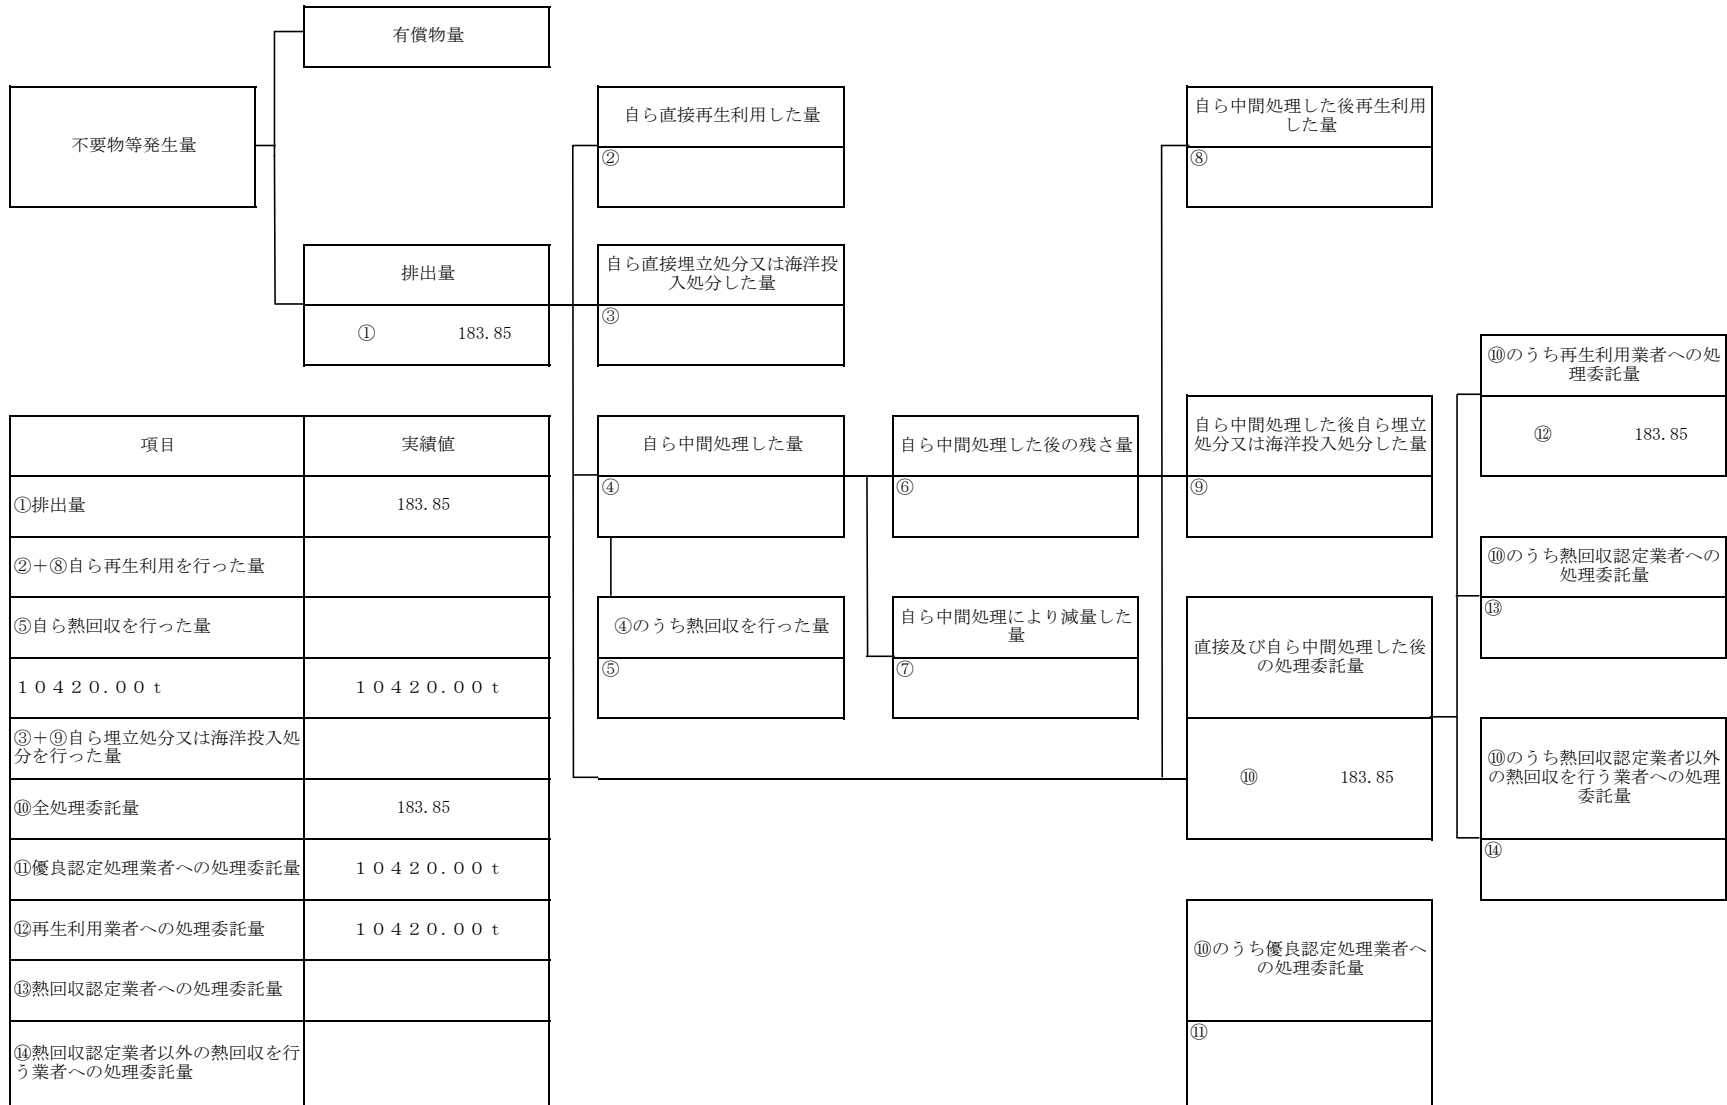 有償物量
不要物等発生量
自ら直接再生利用した量
②
自ら中間処理した後再生利用
した量
⑧
排出量
① 183.85
自ら直接埋立処分又は海洋投
入処分した量
③
⑩のうち再生利用業者への処
理委託量
⑫ 183.85
自ら中間処理した量
④
自ら中間処理した後の残さ量
⑥
自ら中間処理した後自ら埋立
処分又は海洋投入処分した量
⑨
⑩のうち熱回収認定業者への
処理委託量
⑬
④のうち熱回収を行った量
⑤
自ら中間処理により減量した
量
⑦
直接及び自ら中間処理した後
の処理委託量
⑩ 183.85
⑩のうち熱回収認定業者以外
の熱回収を行う業者への処理
委託量
⑭
⑩のうち優良認定処理業者へ
の処理委託量
⑪
項目 実績値
①排出量 183.85
②+⑧自ら再生利用を行った量
⑤自ら熱回収を行った量
10420.00t 10420.00t
③+⑨自ら埋立処分又は海洋投入処
分を行った量
⑩全処理委託量 183.85
⑪優良認定処理業者への処理委託量 10420.00t
⑫再生利用業者への処理委託量 10420.00t
⑬熱回収認定業者への処理委託量
⑭熱回収認定業者以外の熱回収を行
う業者への処理委託量